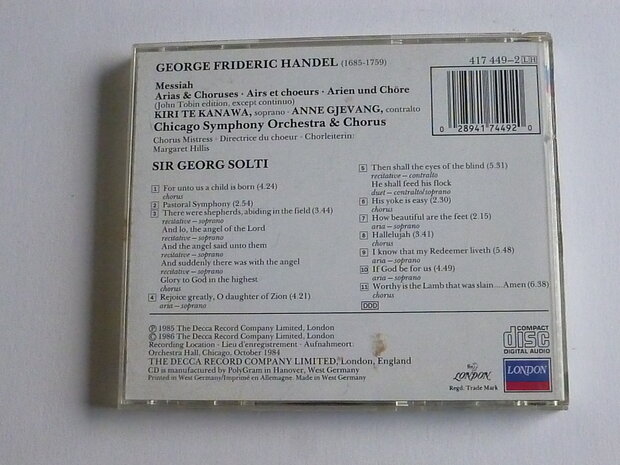 GEORGE FRIDERIC HANDEL (1685-1759)
417 449-2 LH
Messiah
Arias & Choruses · Airs et choeurs · Arien und Chöre
(John Tobin edition, except continuo)
KIRI TE KANAWA, soprano · ANNE GJEVANG, contralto
Chicago Symphony Orchestra & Chorus
Chorus Mistress · Directrice du choeur · Chorleiterin:
Margaret Hillis
0 28941 74492 0
SIR GEORG SOLTI
1 For unto us a child is born (4.24)
chorus
2 Pastoral Symphony (2.54)
3 There were shepherds, abiding in the field (3.44)
recitative – soprano
And lo, the angel of the Lord
recitative – soprano
And the angel said unto them
recitative – soprano
And suddenly there was with the angel
recitative – soprano
Glory to God in the highest
chorus
4 Rejoice greatly, O daughter of Zion (4.21)
aria – soprano
5 Then shall the eyes of the blind (5.31)
recitative – contralto
He shall feed his flock
duet – contralto/soprano
6 His yoke is easy (2.30)
chorus
7 How beautiful are the feet (2.15)
aria – soprano
8 Hallelujah (3.41)
chorus
9 I know that my Redeemer liveth (5.48)
aria – soprano
10 If God be for us (4.49)
aria – soprano
11 Worthy is the Lamb that was slain....Amen (6.38)
chorus
DDD
℗ 1985 The Decca Record Company Limited, London
© 1986 The Decca Record Company Limited, London
Recording Location · Lieu d'enregistrement · Aufnahmeort:
Orchestra Hall, Chicago, October 1984
THE DECCA RECORD COMPANY LIMITED, London, England
CD is manufactured by PolyGram in Hanover, West Germany
Printed in West Germany/Imprimé en Allemagne. Made in West Germany
COMPACT
disc
DIGITAL AUDIO
LONDON
Regd. Trade Mark
LONDON